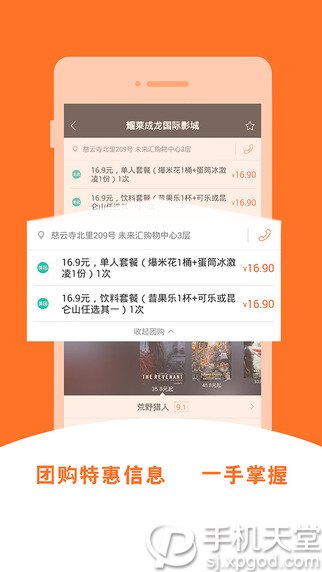 耀莱成龙国际影城
慈云寺北里209号 未来汇购物中心3层
16.9元，单人套餐（爆米花1桶+蛋筒冰激
凌1份）1次
¥16.90
16.9元，饮料套餐（昔果乐1杯+可乐或昆
仑山任选其一）1次
¥16.90
慈云寺北里209号 未来汇购物中心3层
美团
16.9元，单人套餐（爆米花1桶+蛋筒冰激
凌1份）1次
¥16.90
美团
16.9元，饮料套餐（昔果乐1杯+可乐或昆
仑山任选其一）1次
¥16.90
收起团购
THE REVENANT
35.8元起
45.8元起
荒野猎人 9.1
团购特惠信息 一手掌握
手机天堂
sj.xpgod.com